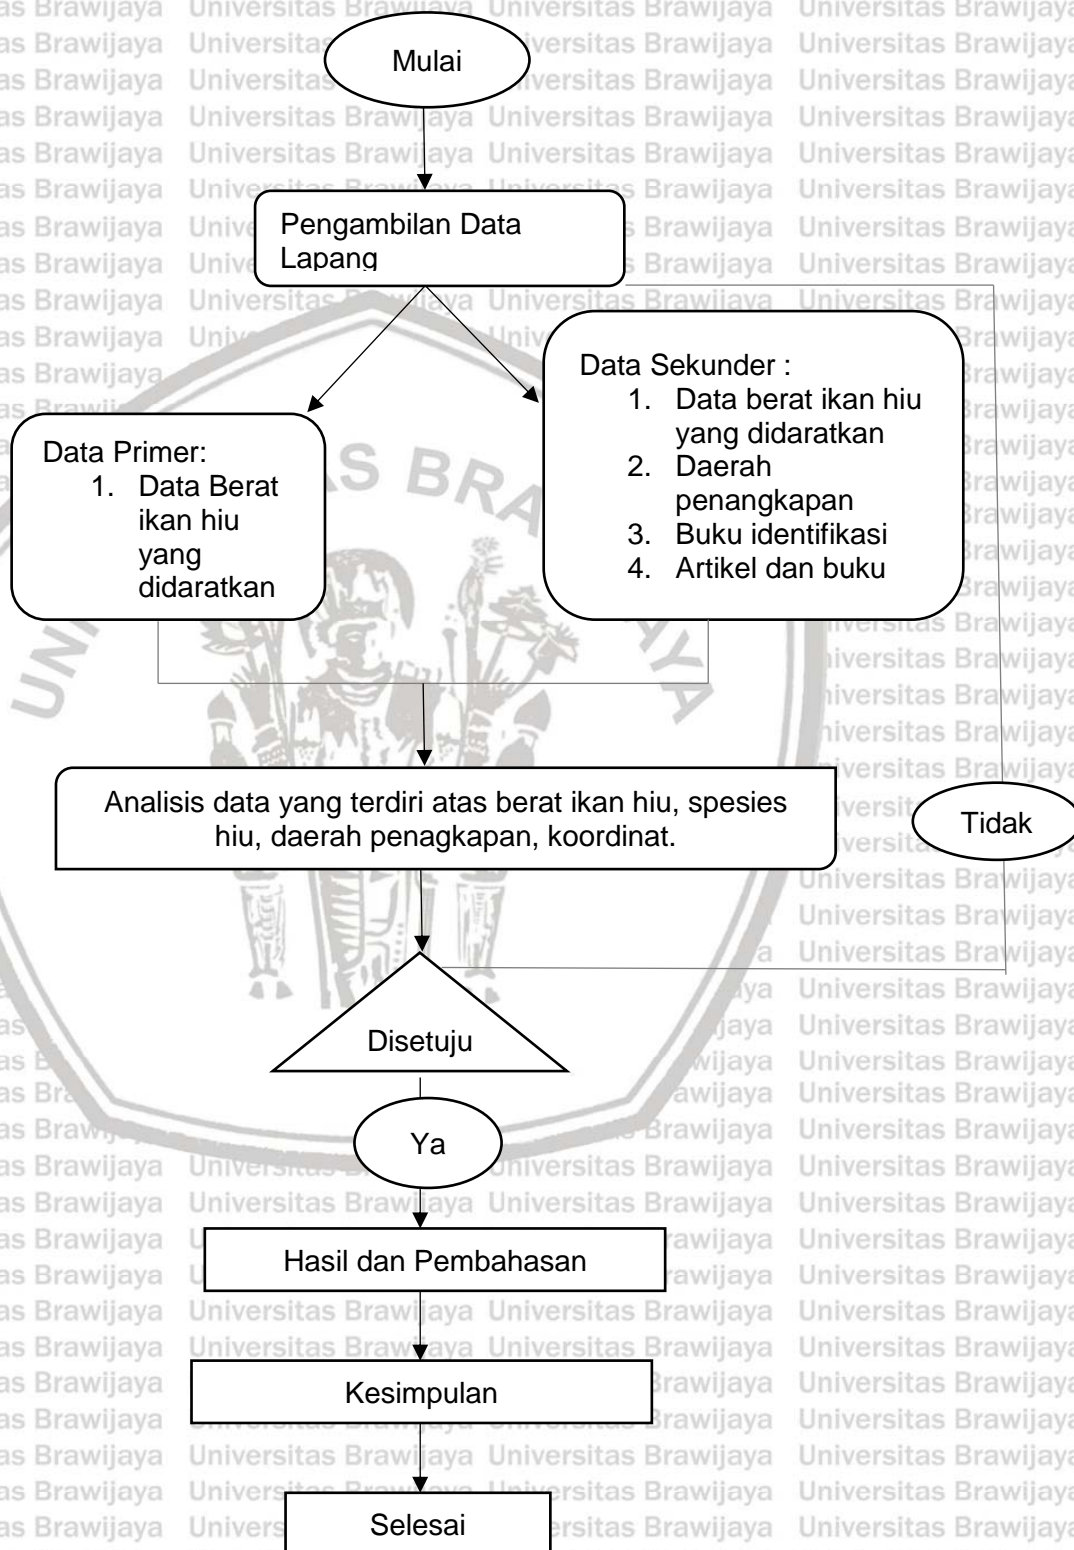 Mulai
Pengambilan Data
Lapang
Data Primer:
1. Data Berat
ikan hiu
yang
didaratkan
Data Sekunder :
1. Data berat ikan hiu
yang didaratkan
2. Daerah
penangkapan
3. Buku identifikasi
4. Artikel dan buku
Analisis data yang terdiri atas berat ikan hiu, spesies
hiu, daerah penagkapan, koordinat.
Tidak
Disetuju
Ya
Hasil dan Pembahasan
Kesimpulan
Selesai